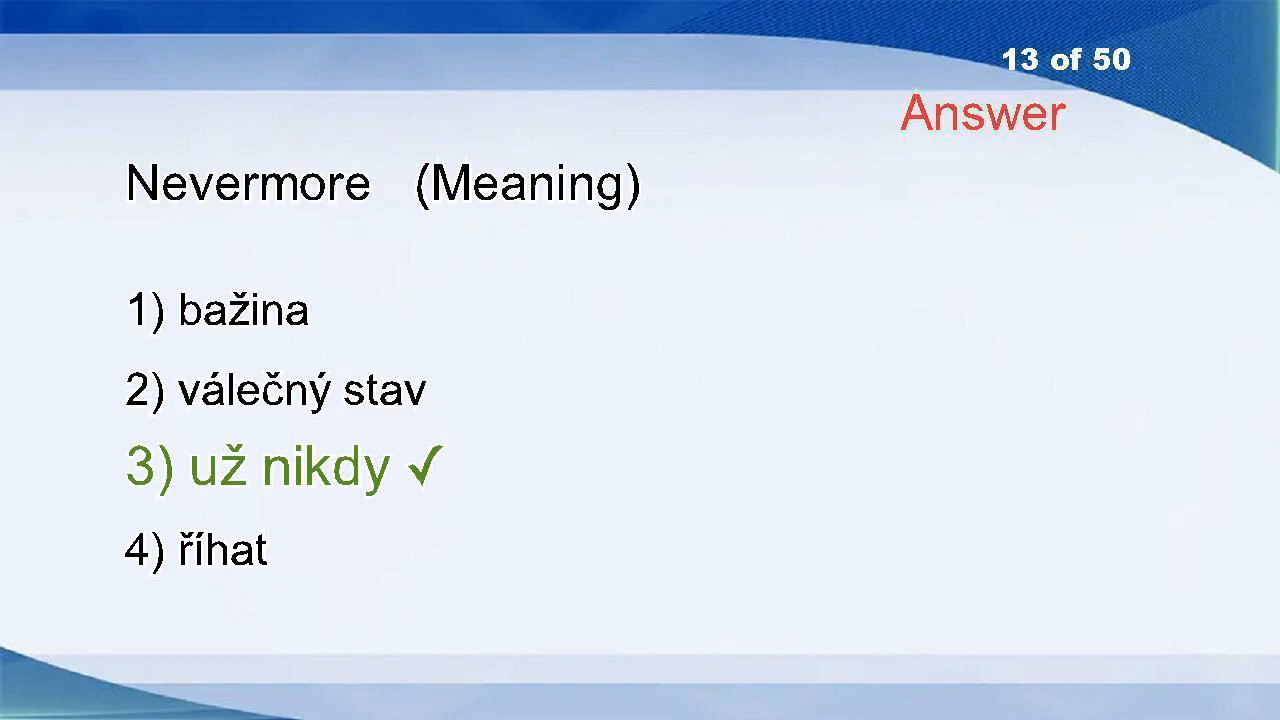 13 of 50
Answer
Nevermore (Meaning)
1) bažina
2) válečný stav
3) už nikdy ✓
4) říhat